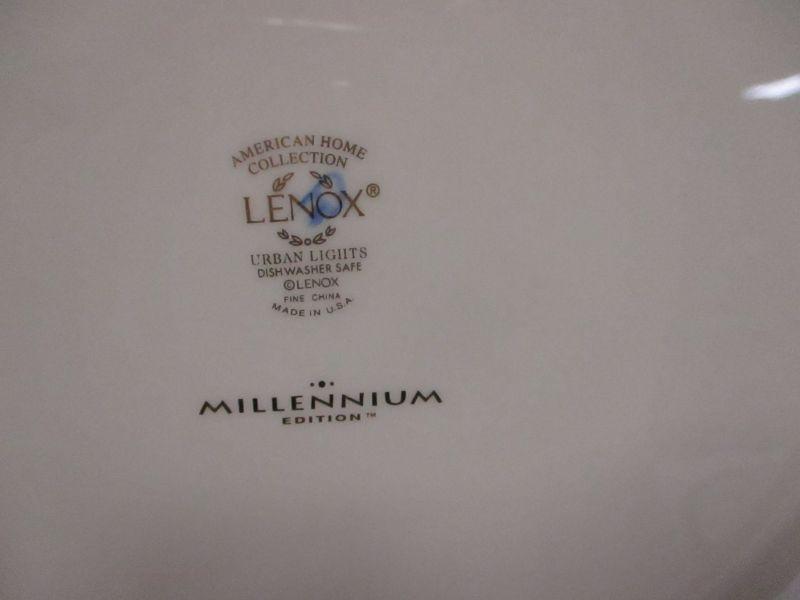 AMERICAN HOME
COLLECTION
LENOX®
URBAN LIGHTS
DISHWASHER SAFE
©LENOX
FINE CHINA
MADE IN U.S.A.
MILLENNIUM
EDITION™